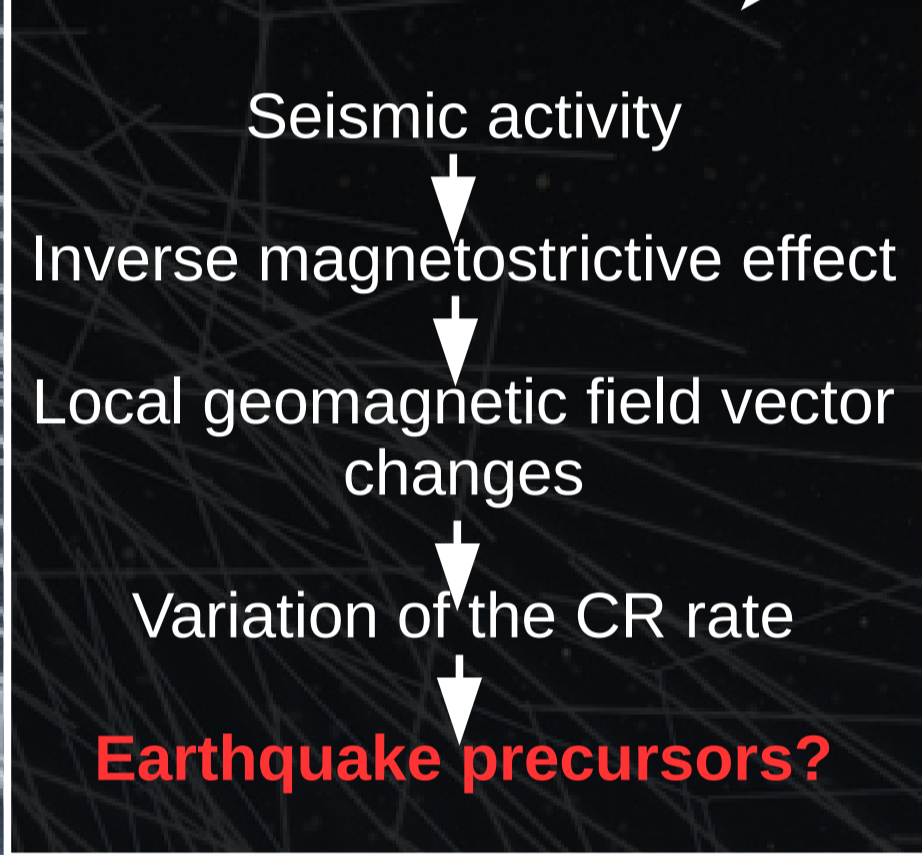 Seismic activity
Inverse magnetostrictive effect
Local geomagnetic field vector
changes
Variation of the CR rate
Earthquake precursors?